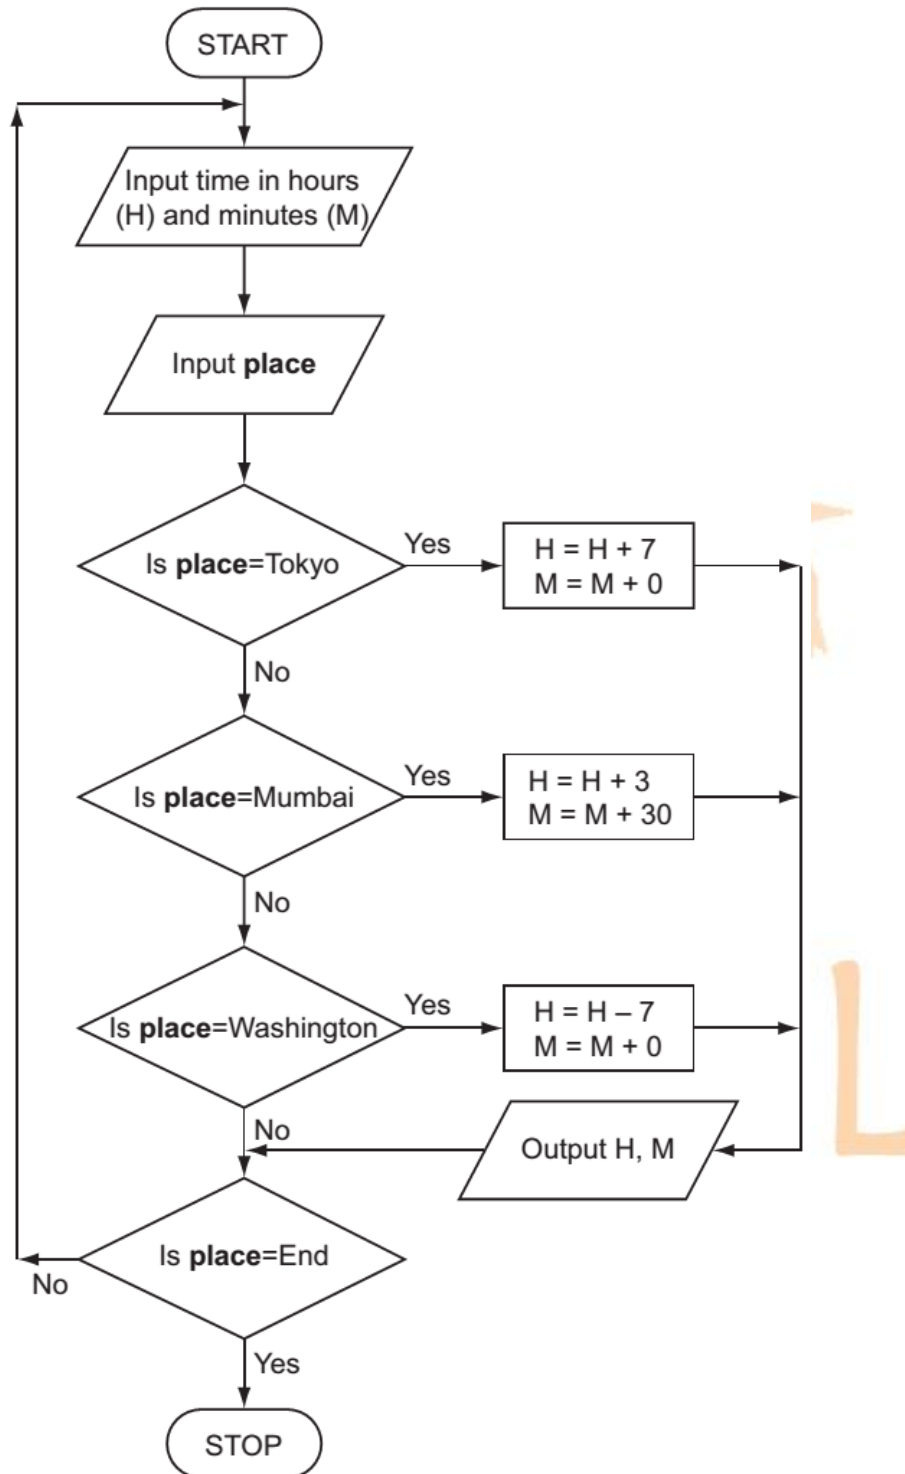 START
Input time in hours
(H) and minutes (M)
Input place
Is place=Tokyo
Yes
H = H + 7
M = M + 0
No
Is place=Mumbai
Yes
H = H + 3
M = M + 30
No
Is place=Washington
Yes
H = H – 7
M = M + 0
No
Output H, M
Is place=End
No
Yes
STOP